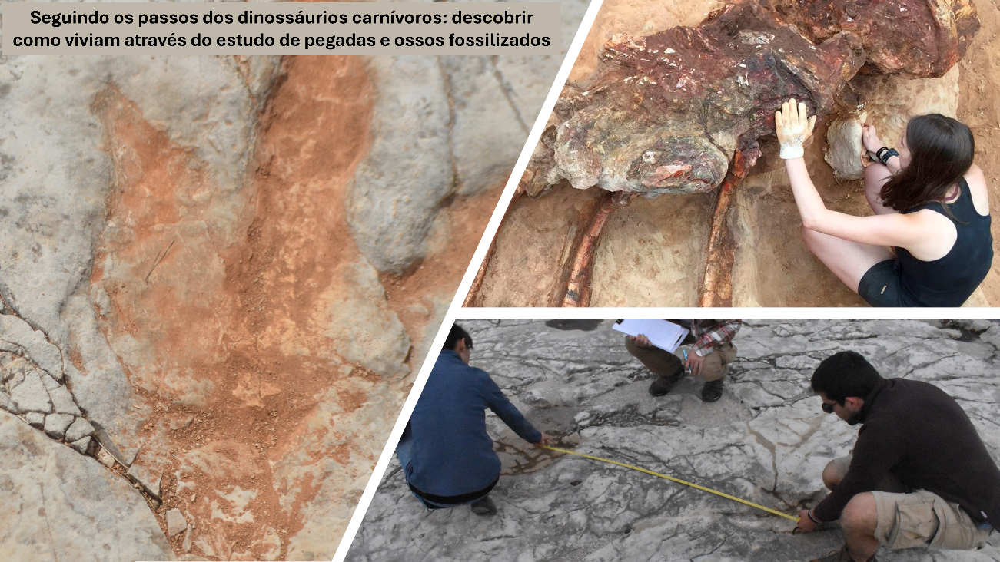 Seguindo os passos dos dinossáurios carnívoros: descobrir
como viviam através do estudo de pegadas e ossos fossilizados